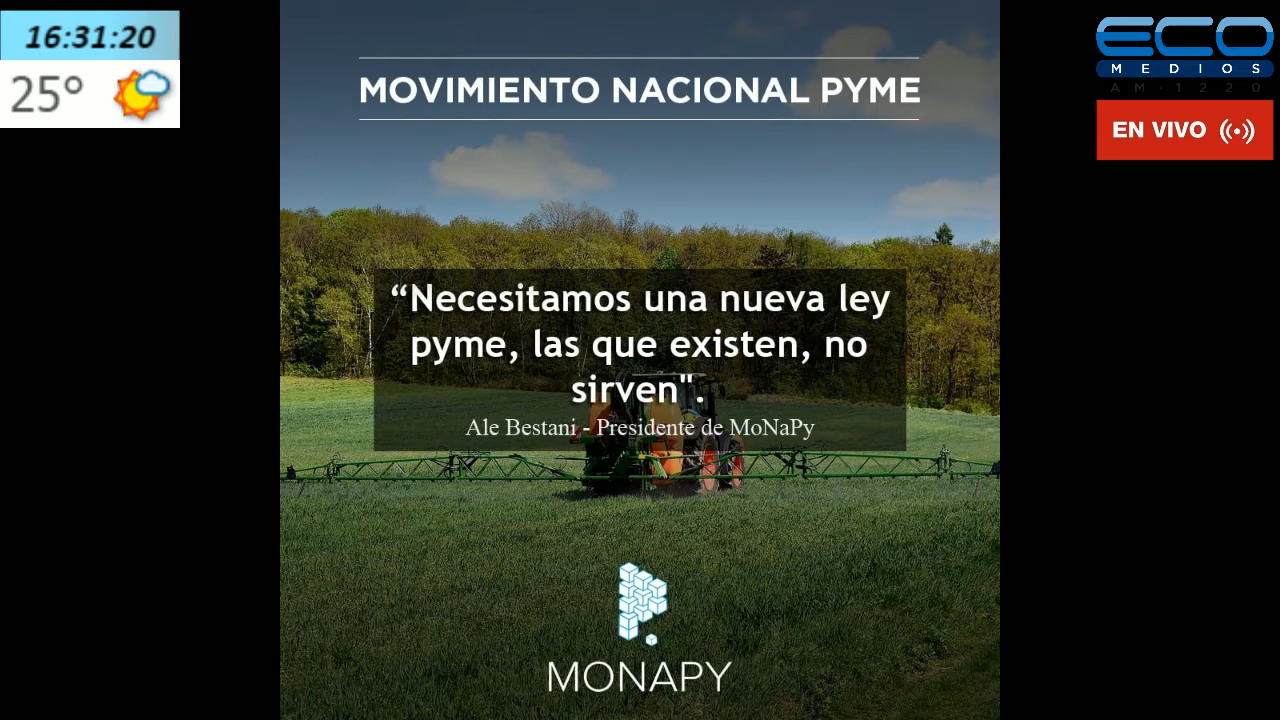 16:31:20
25°
ECO
MEDIOS
AM·1220
EN VIVO
MOVIMIENTO NACIONAL PYME
“Necesitamos una nueva ley
pyme, las que existen, no
sirven".
Ale Bestani - Presidente de MoNaPy
MONAPY